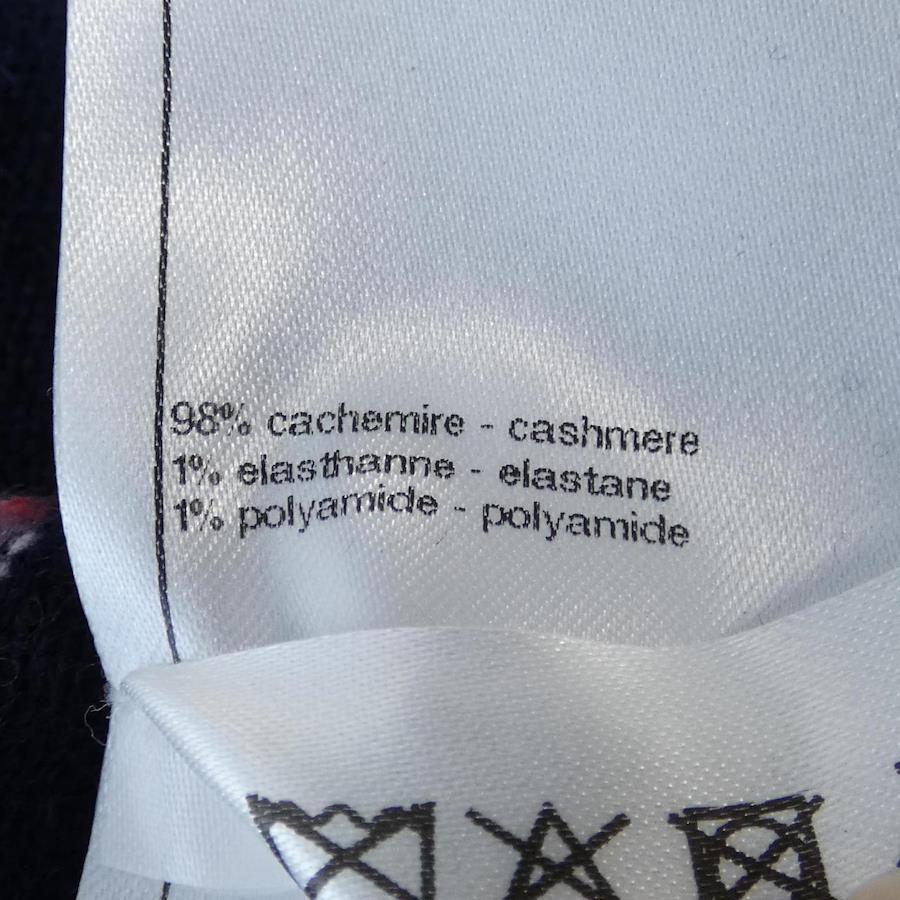 98% cachemire - cashmere
1% elasthanne - elastane
1% polyamide - polyamide